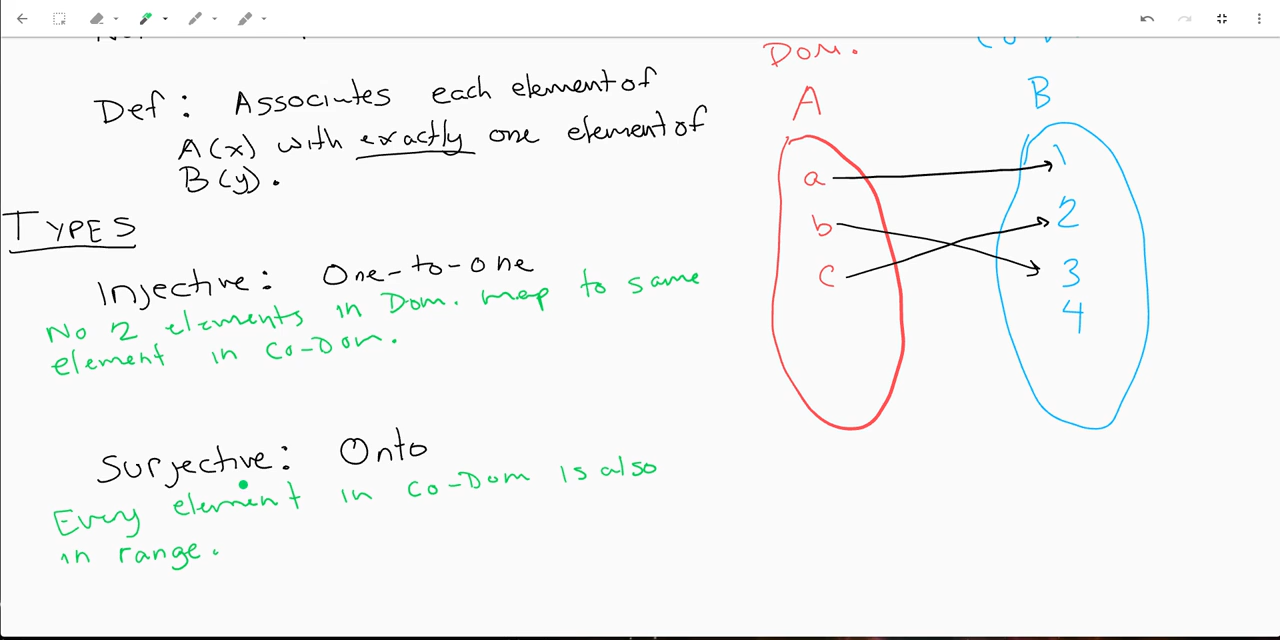 Def: Associates each element of
A(x) with exactly one element of
B(y).
TYPES
Injective: One-to-one
No 2 elements in Dom. map to same
element in Co-Dom.
Surjective: Onto
Every element in Co-Dom is also
in range.
Dom.
A
B
a
b
c
1
2
3
4